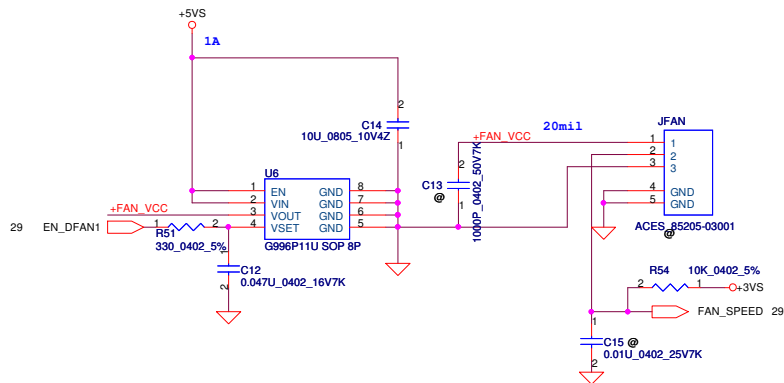 +5VS
1A
2
C14
10U_0805_10V4Z
1
+FAN_VCC
20mil
JFAN
1 1
2 2
3 3
4 GND
5 GND
ACES_85205-03001
@
2
C13
@
1
1000P_0402_50V7K
U6
1 EN GND 8
2 VIN GND 7
3 VOUT GND 6
4 VSET GND 5
G996P11U SOP 8P
+FAN_VCC
29 EN_DFAN1
1 2
R51
330_0402_5%
1
C12
2
0.047U_0402_16V7K
R54 10K_0402_5%
2 1
+3VS
FAN_SPEED 29
1
C15 @
0.01U_0402_25V7K
2